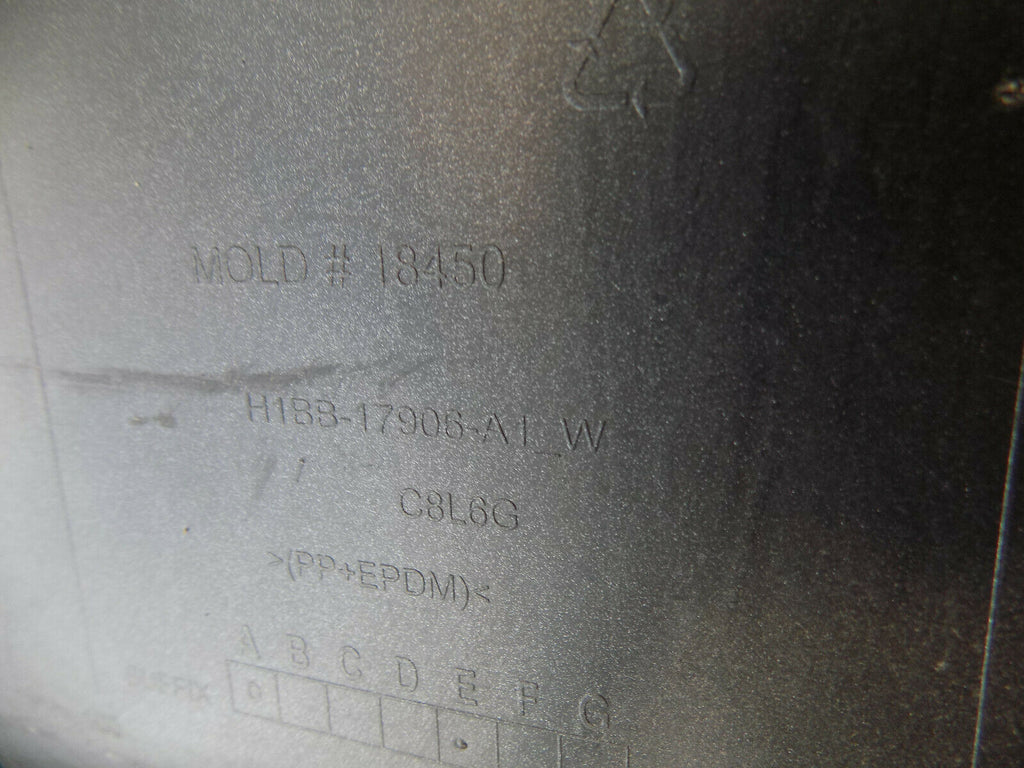 MOLD # 18450
H1BB-17906-A1_W
C8L6G
>(PP+EPDM)<
A B C D E F G
SUFFIX